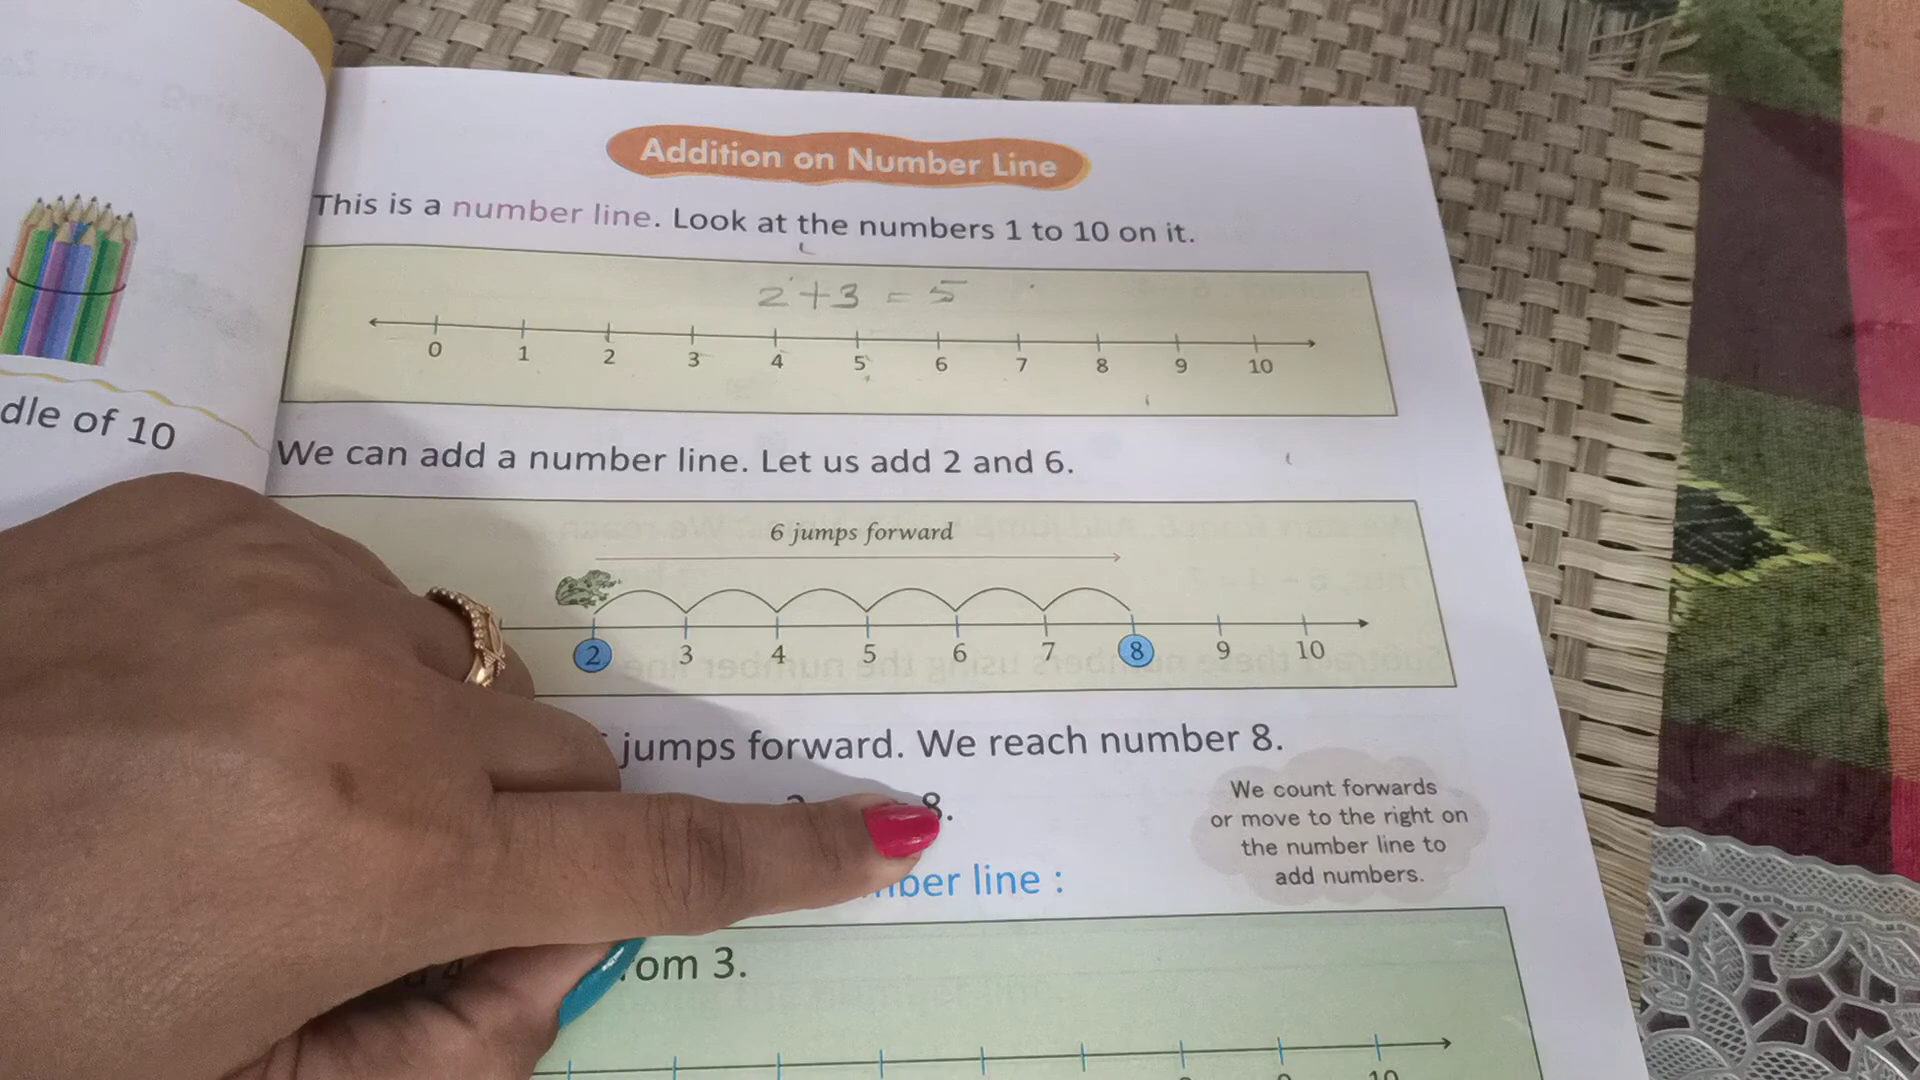 Addition on Number Line
This is a number line. Look at the numbers 1 to 10 on it.
2+3 = 5
0 1 2 3 4 5 6 7 8 9 10
dle of 10
We can add a number line. Let us add 2 and 6.
6 jumps forward
2 3 4 5 6 7 8 9 10
jumps forward. We reach number 8.
8.
We count forwards
or move to the right on
the number line to
add numbers.
ber line :
om 3.
10